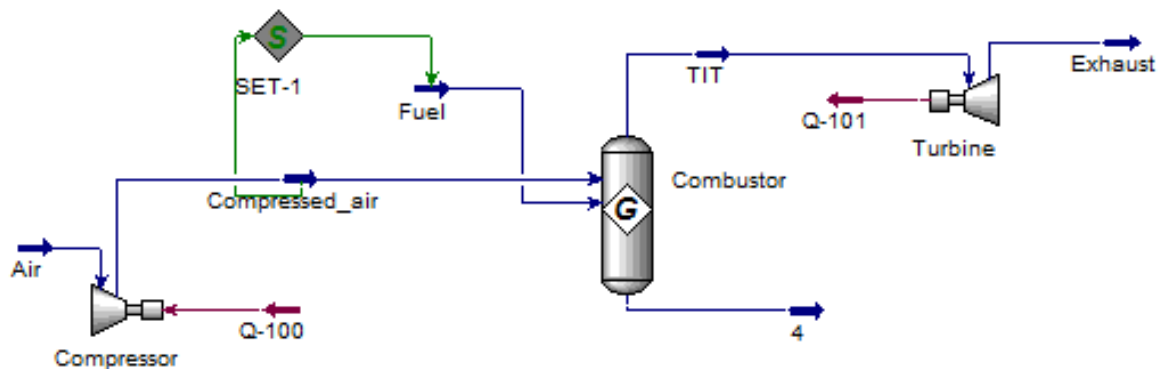 S
SET-1
Fuel
TIT
Exhaust
Q-101
Turbine
Compressed_air
Combustor
G
Air
Q-100
4
Compressor